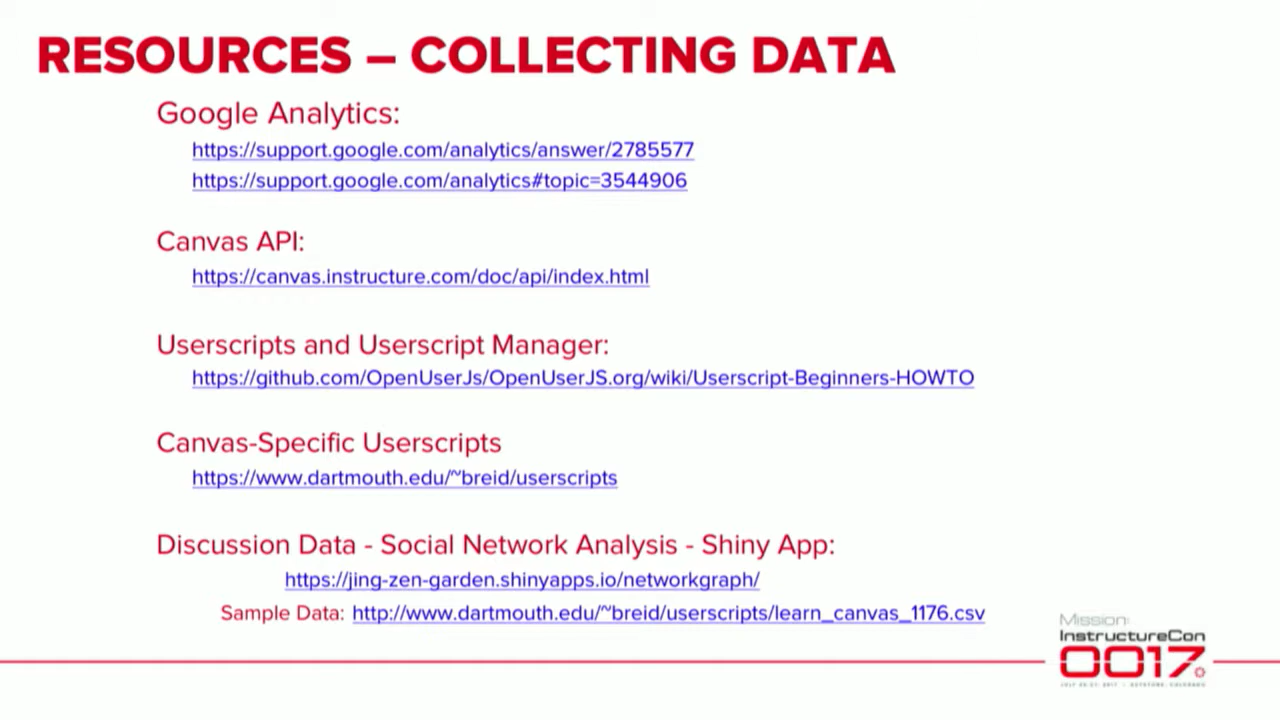 RESOURCES – COLLECTING DATA
Google Analytics:
https://support.google.com/analytics/answer/2785577
https://support.google.com/analytics#topic=3544906
Canvas API:
https://canvas.instructure.com/doc/api/index.html
Userscripts and Userscript Manager:
https://github.com/OpenUserJs/OpenUserJS.org/wiki/Userscript-Beginners-HOWTO
Canvas-Specific Userscripts
https://www.dartmouth.edu/~breid/userscripts
Discussion Data - Social Network Analysis - Shiny App:
https://jing-zen-garden.shinyapps.io/networkgraph/
Sample Data: http://www.dartmouth.edu/~breid/userscripts/learn_canvas_1176.csv
Mission:
InstructureCon
0017